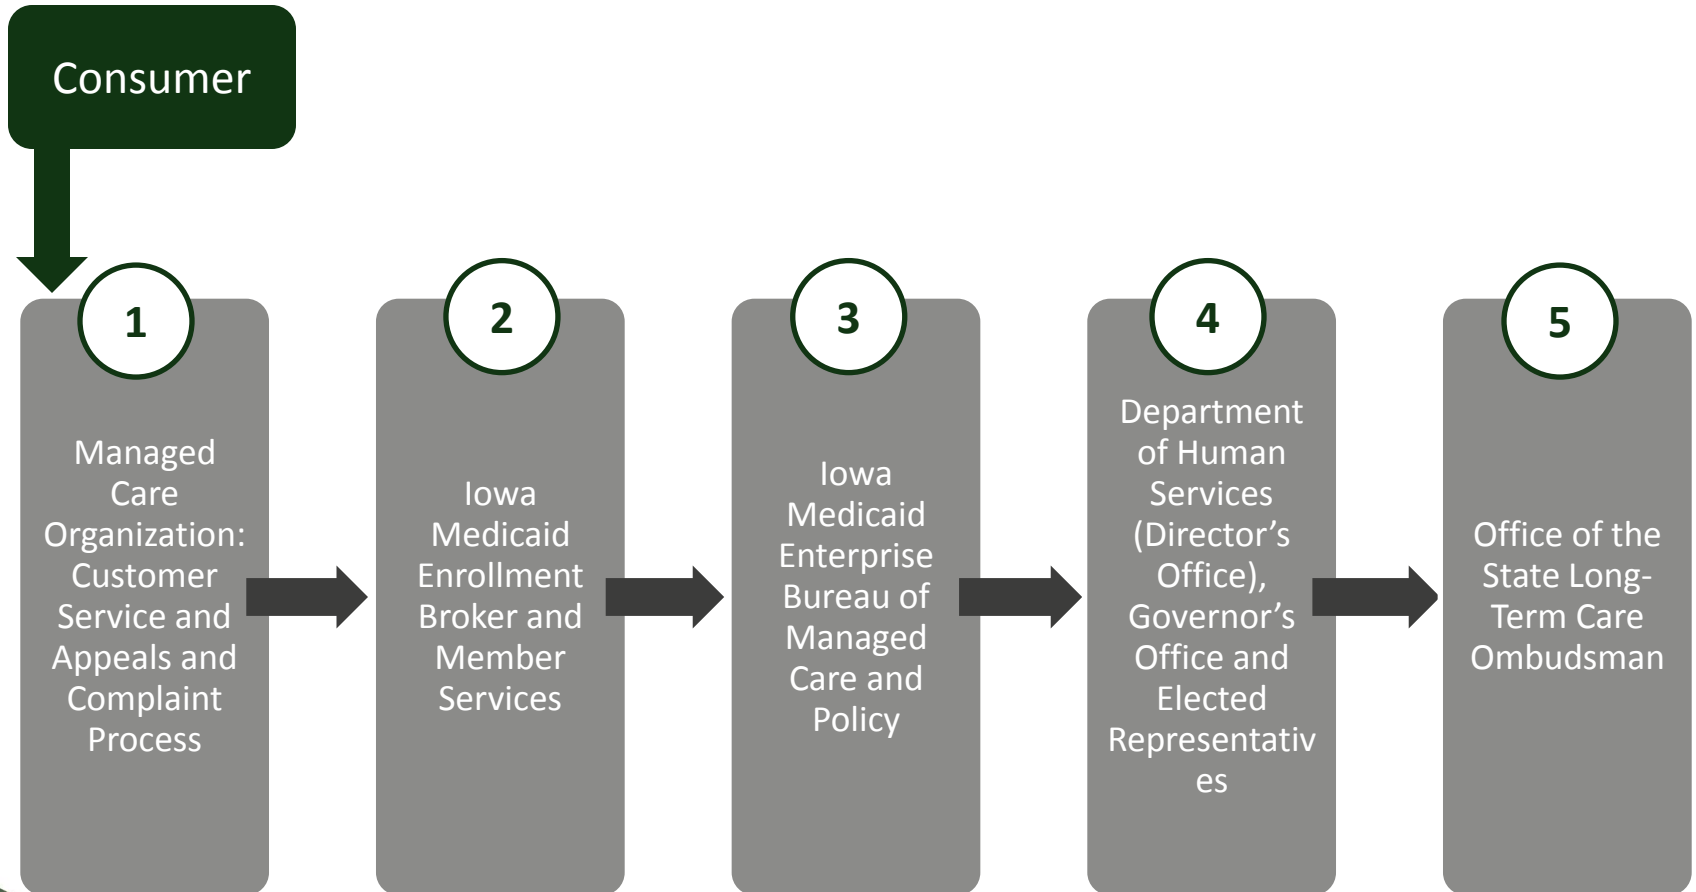 Consumer
1
Managed
Care
Organization:
Customer
Service and
Appeals and
Complaint
Process
2
Iowa
Medicaid
Enrollment
Broker and
Member
Services
3
Iowa
Medicaid
Enterprise
Bureau of
Managed
Care and
Policy
4
Department
of Human
Services
(Director’s
Office),
Governor’s
Office and
Elected
Representativ
es
5
Office of the
State Long-
Term Care
Ombudsman